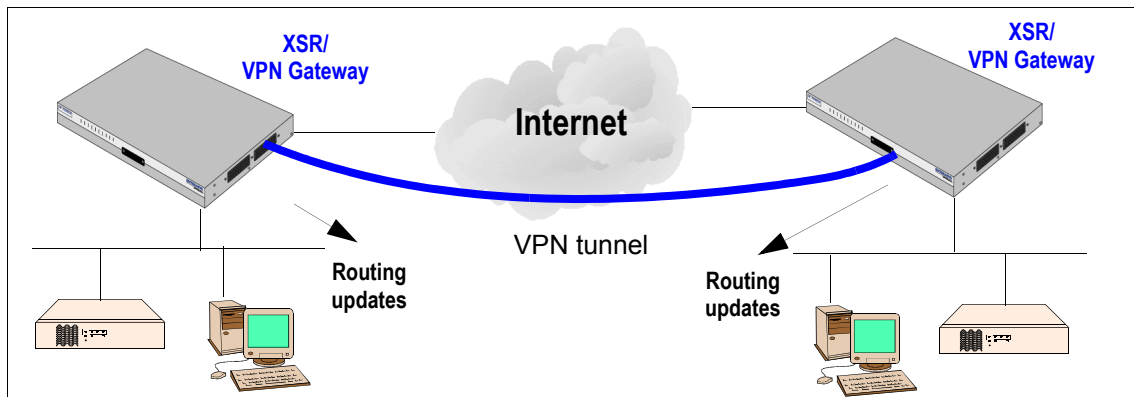 XSR/
VPN Gateway
XSR/
VPN Gateway
Internet
VPN tunnel
Routing
updates
Routing
updates